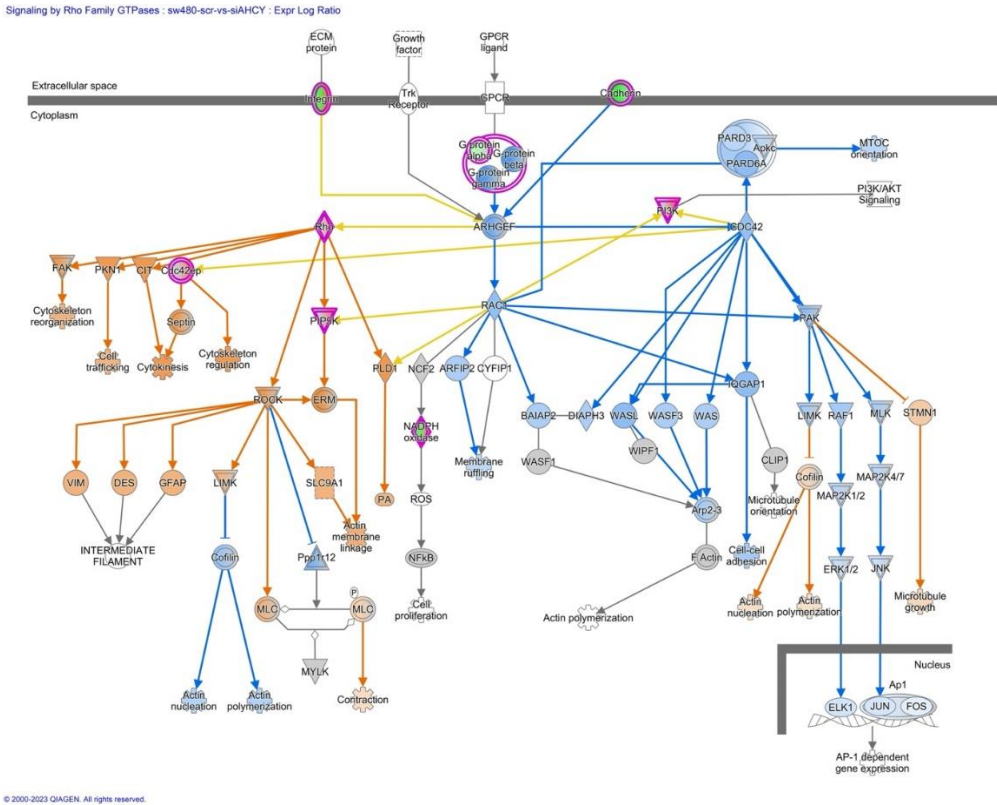 Signaling by Rho Family GTPases : sw480-scr-vs-siAHCY : Expr Log Ratio
ECM
protein
Growth
factor
GPCR
ligand
Extracellular space
Cytoplasm
Integrin
Trk
Receptor
GPCR
Cadherin
G-protein
alpha
G-protein
beta
G-protein
gamma
PARD3
Apkc
PARD6A
MTOC
orientation
PI3K/AKT
Signaling
PI3K
Rho
ARHGEF
CDC42
FAK
PKN1
CIT
Cdc42ep
Cytoskeleton
reorganization
Septin
Cell
trafficking
Cytokinesis
Cytoskeleton
regulation
PIP5K
RAC1
PAK
PLD1
NCF2
ARFIP2
CYFIP1
IQGAP1
ROCK
ERM
NADPH
oxidase
BAIAP2
DIAPH3
WASL
WASF3
WAS
LIMK
RAF1
MLK
STMN1
WASF1
WIPF1
CLIP1
Membrane
ruffling
VIM
DES
GFAP
LIMK
SLC9A1
PA
ROS
Cofilin
MAP2K4/7
MAP2K1/2
Microtubule
orientation
Arp2-3
Actin
membrane
linkage
INTERMEDIATE
FILAMENT
Cofilin
Ppp1r12
NFkB
F Actin
Cell-cell
adhesion
ERK1/2
JNK
MLC
P
MLC
Cell
proliferation
Actin polymerization
Actin
nucleation
Actin
polymerization
Microtubule
growth
MYLK
Actin
nucleation
Actin
polymerization
Contraction
Nucleus
Ap1
ELK1
JUN
FOS
AP-1 dependent
gene expression
© 2000-2023 QIAGEN. All rights reserved.